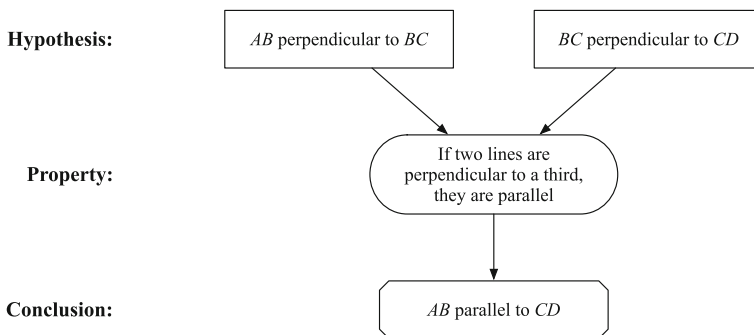 Hypothesis:
AB perpendicular to BC
BC perpendicular to CD
Property:
If two lines are
perpendicular to a third,
they are parallel
Conclusion:
AB parallel to CD